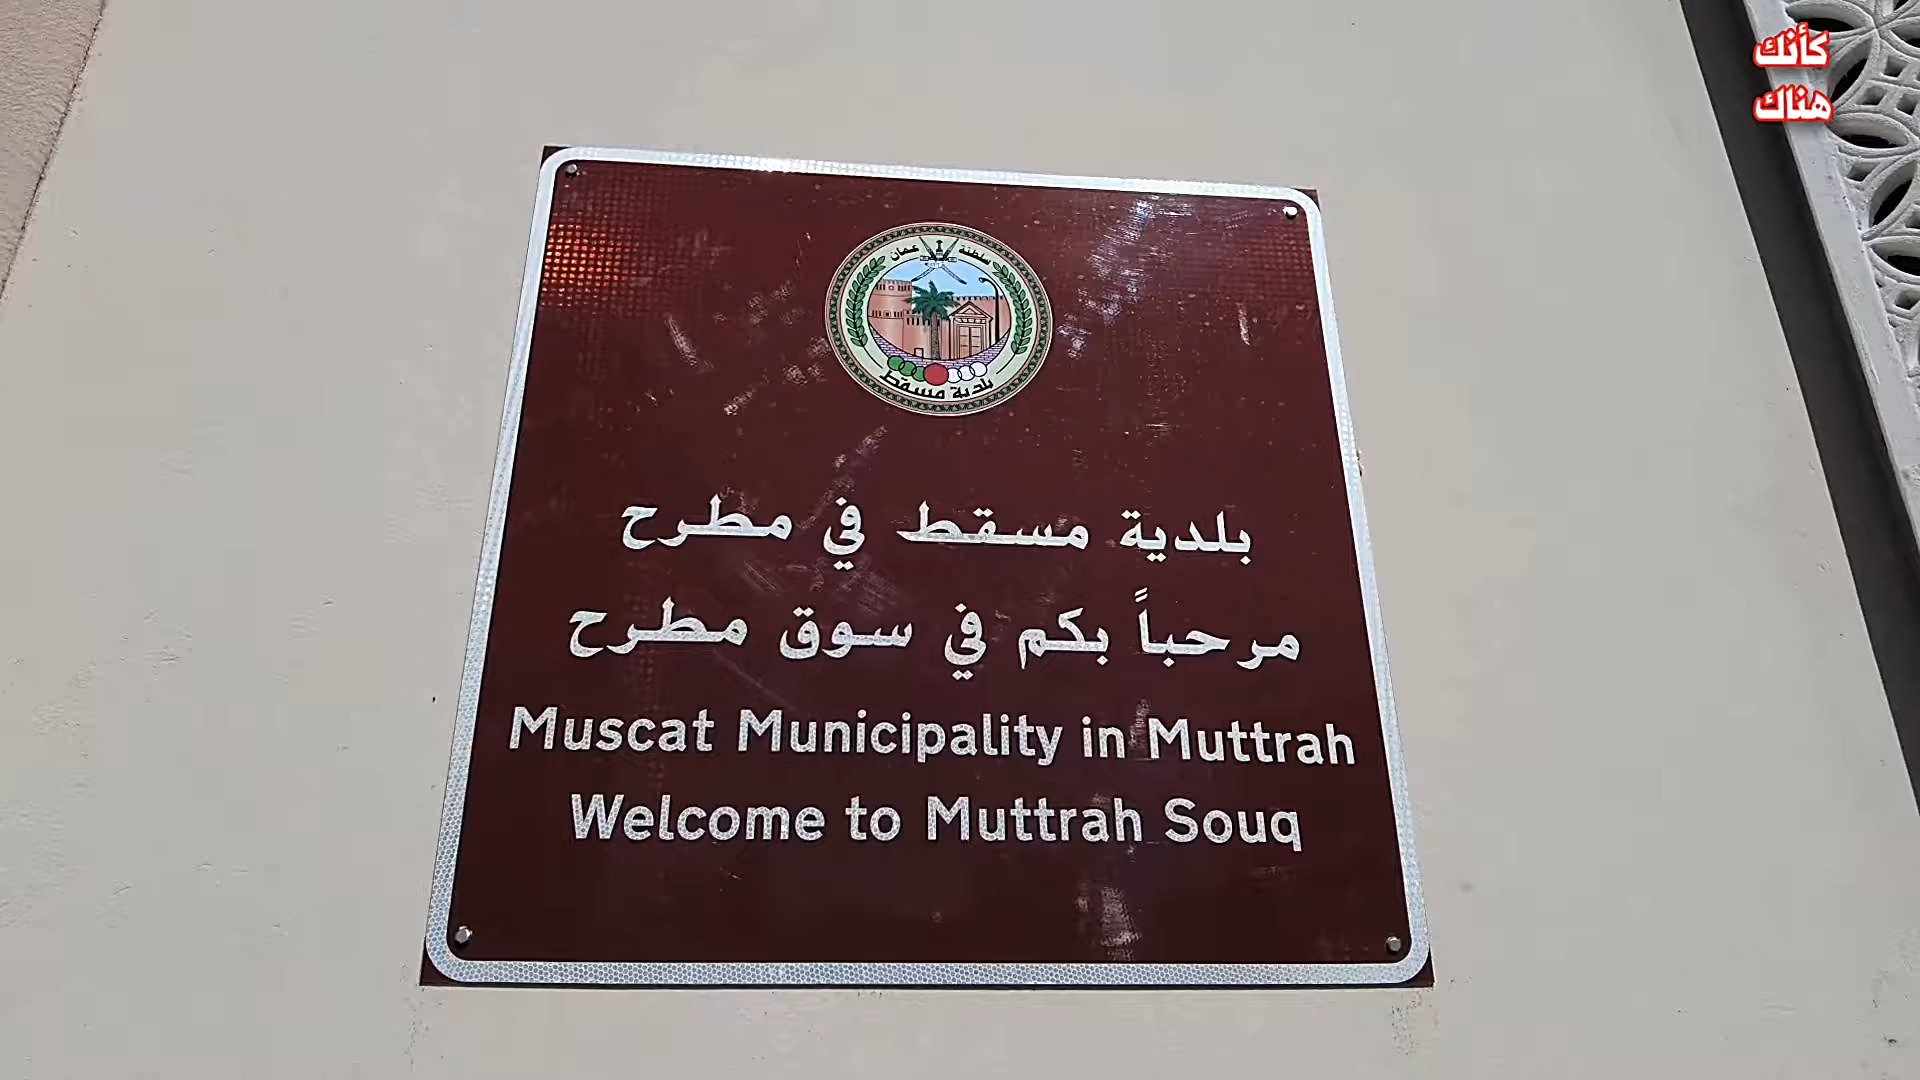 كأنك
هناك
سلطنة عمان
بلدية مسقط
بلدية مسقط في مطرح
مرحباً بكم في سوق مطرح
Muscat Municipality in Muttrah
Welcome to Muttrah Souq